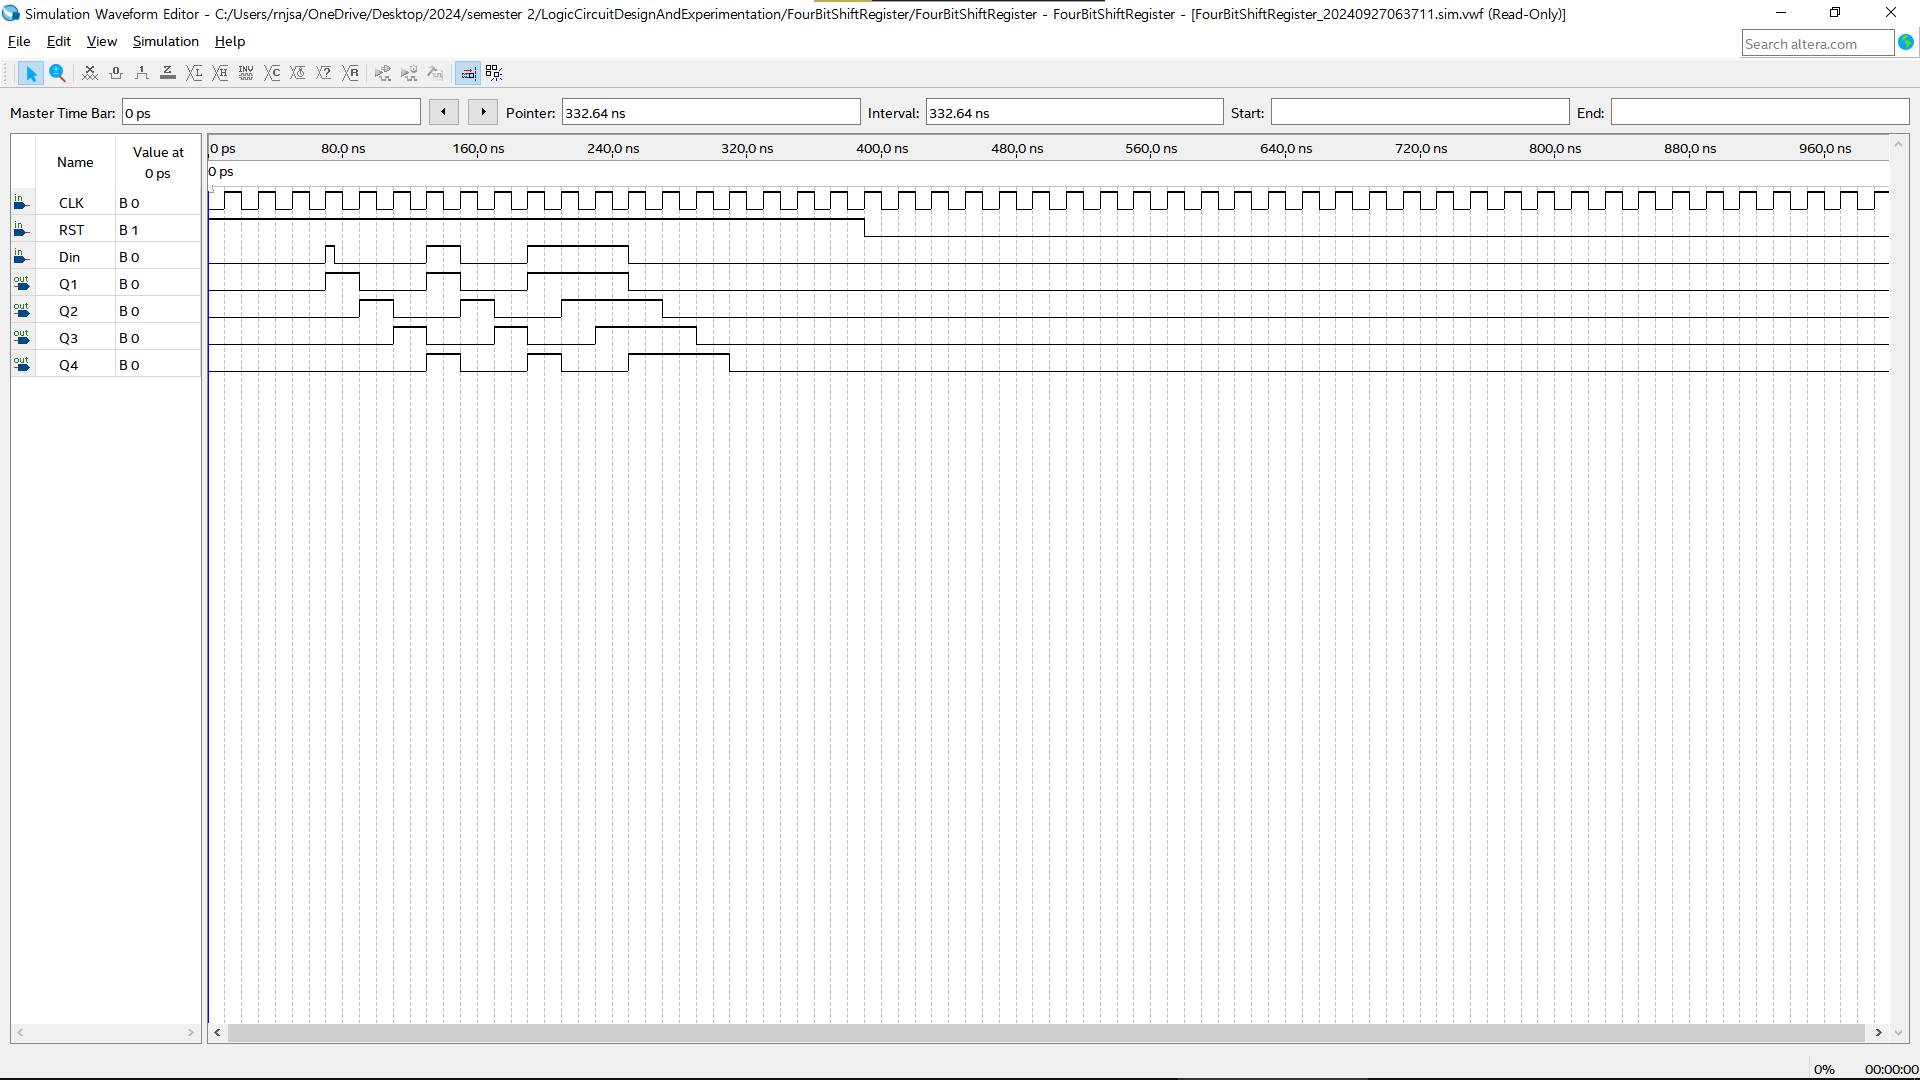 Simulation Waveform Editor - C:/Users/rnjsa/OneDrive/Desktop/2024/semester 2/LogicCircuitDesignAndExperimentation/FourBitShiftRegister/FourBitShiftRegister - FourBitShiftRegister - [FourBitShiftRegister_20240927063711.sim.vwf (Read-Only)]
File Edit View Simulation Help
Search altera.com
Master Time Bar: 0 ps Pointer: 332.64 ns Interval: 332.64 ns Start: End:
Name Value at 0 ps
0 ps 80.0 ns 160.0 ns 240.0 ns 320.0 ns 400.0 ns 480.0 ns 560.0 ns 640.0 ns 720.0 ns 800.0 ns 880.0 ns 960.0 ns
0 ps
in CLK B 0
in RST B 1
in Din B 0
out Q1 B 0
out Q2 B 0
out Q3 B 0
out Q4 B 0
0% 00:00:00